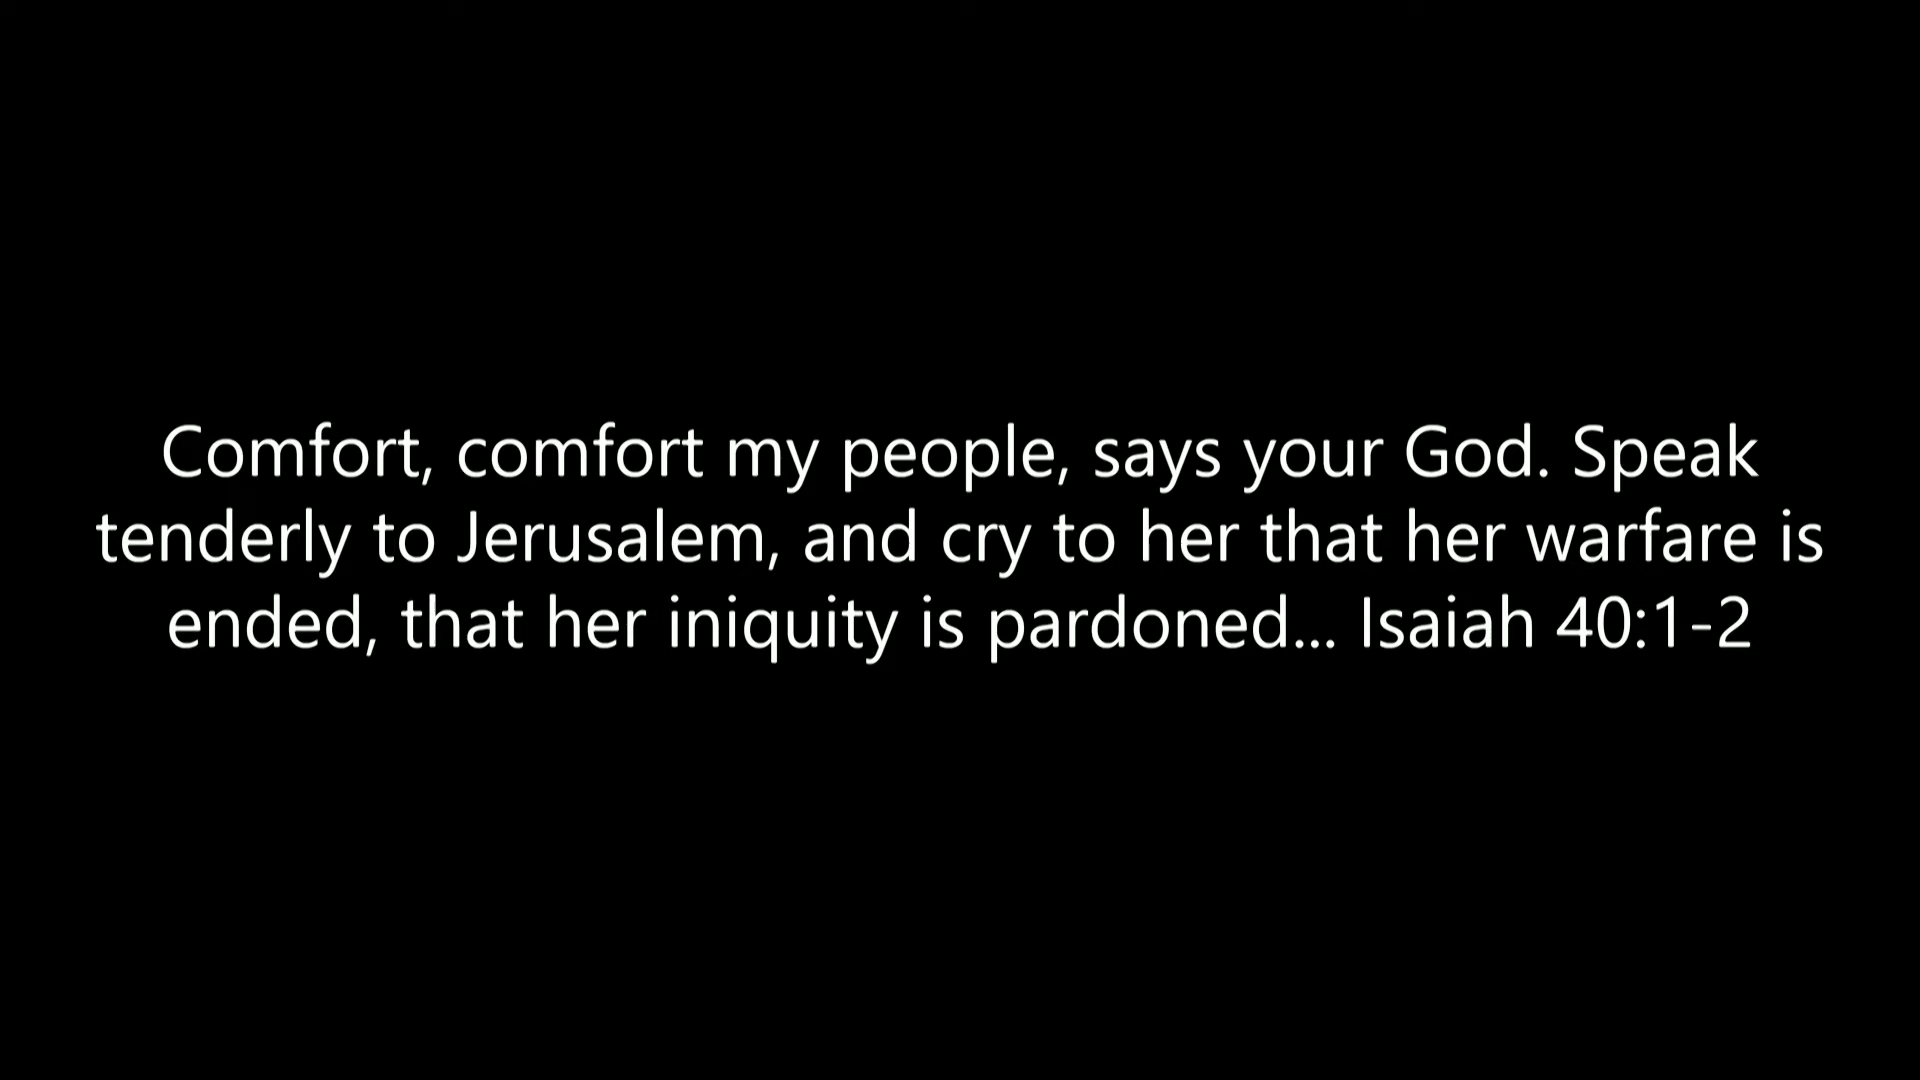 Comfort, comfort my people, says your God. Speak
tenderly to Jerusalem, and cry to her that her warfare is
ended, that her iniquity is pardoned... Isaiah 40:1-2